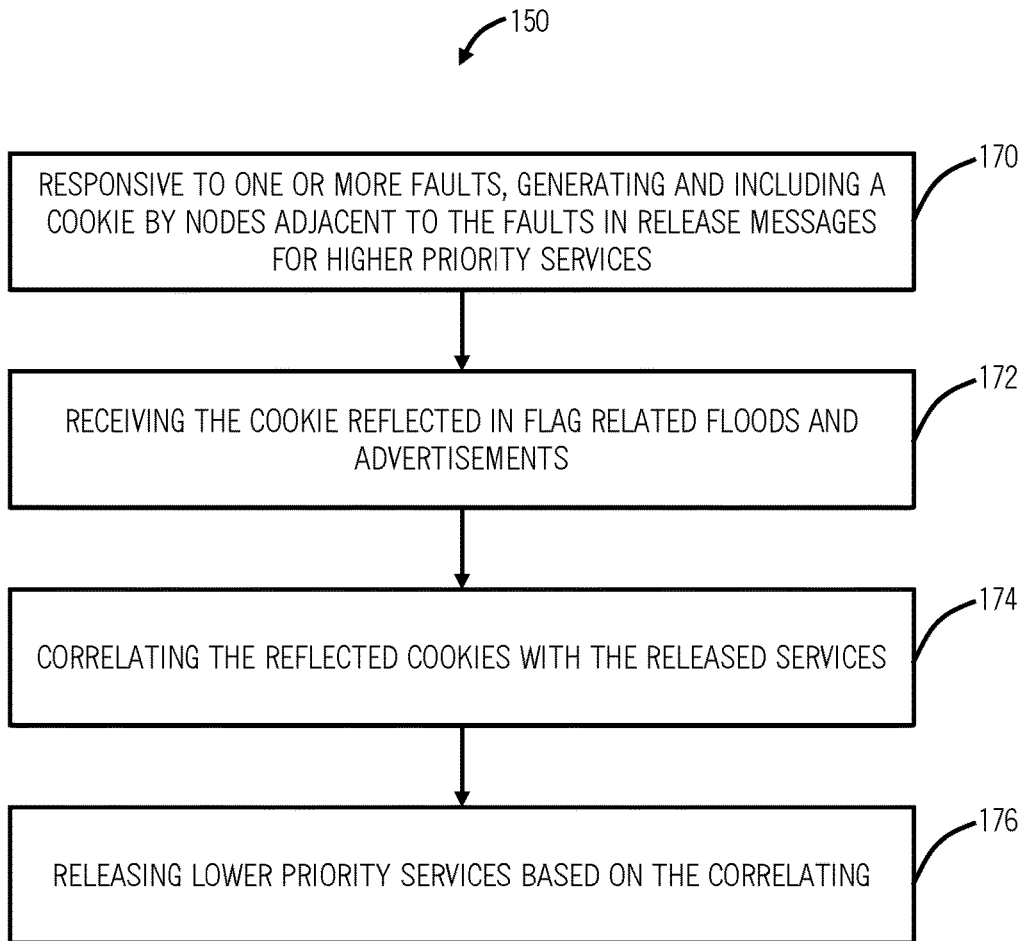 150
170
RESPONSIVE TO ONE OR MORE FAULTS, GENERATING AND INCLUDING A
COOKIE BY NODES ADJACENT TO THE FAULTS IN RELEASE MESSAGES
FOR HIGHER PRIORITY SERVICES
172
RECEIVING THE COOKIE REFLECTED IN FLAG RELATED FLOODS AND
ADVERTISEMENTS
174
CORRELATING THE REFLECTED COOKIES WITH THE RELEASED SERVICES
176
RELEASING LOWER PRIORITY SERVICES BASED ON THE CORRELATING